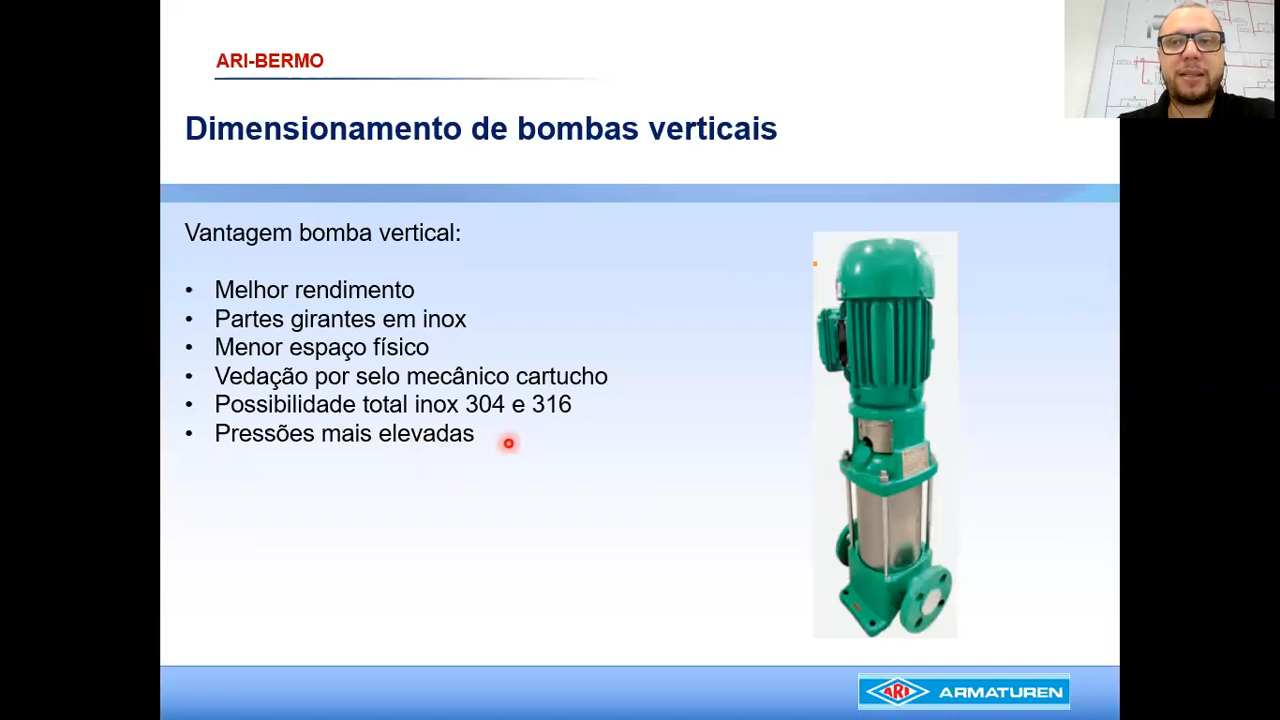 ARI-BERMO
Dimensionamento de bombas verticais
Vantagem bomba vertical:
• Melhor rendimento
• Partes girantes em inox
• Menor espaço físico
• Vedação por selo mecânico cartucho
• Possibilidade total inox 304 e 316
• Pressões mais elevadas
ARI ARMATUREN